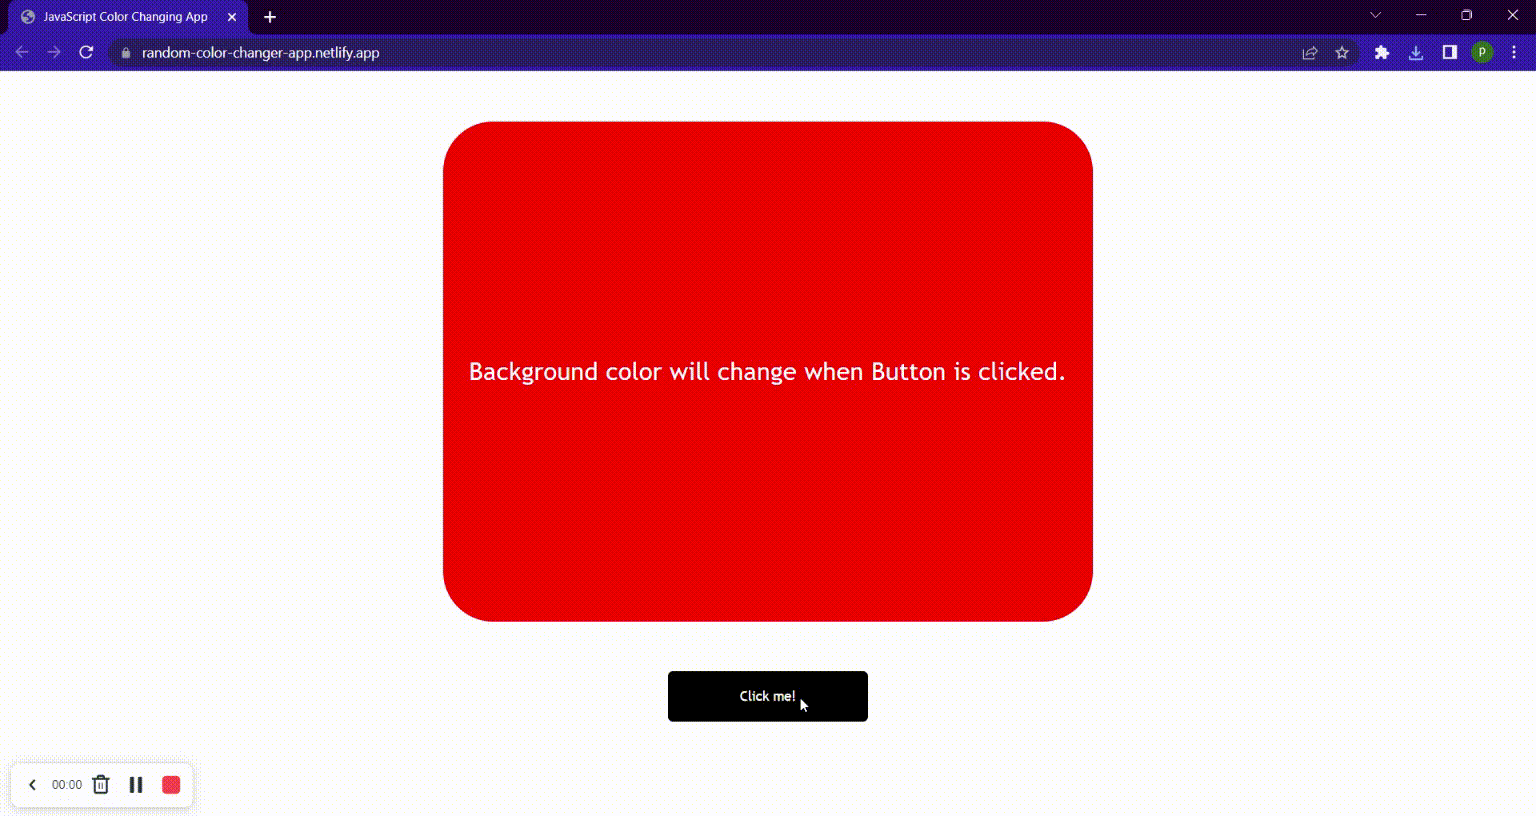 JavaScript Color Changing App
random-color-changer-app.netlify.app
P
Background color will change when Button is clicked.
Click me!
00:00